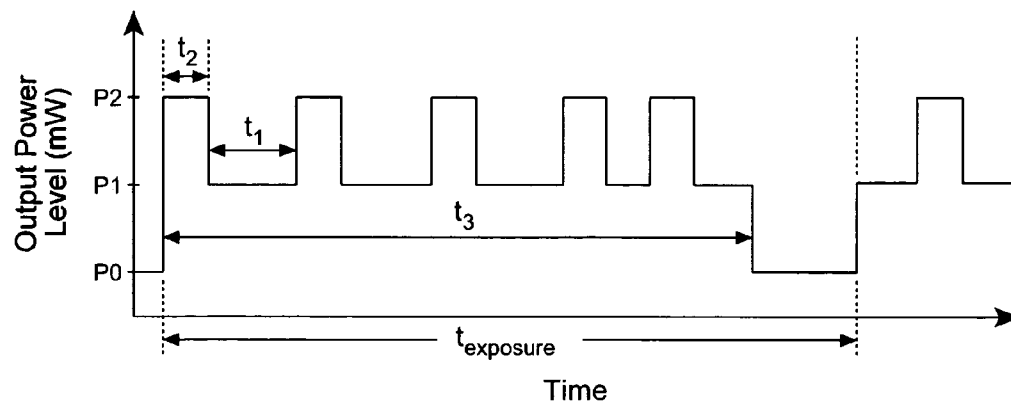 t2
P2
t1
Output Power
Level (mW)
P1
t3
P0
texposure
Time